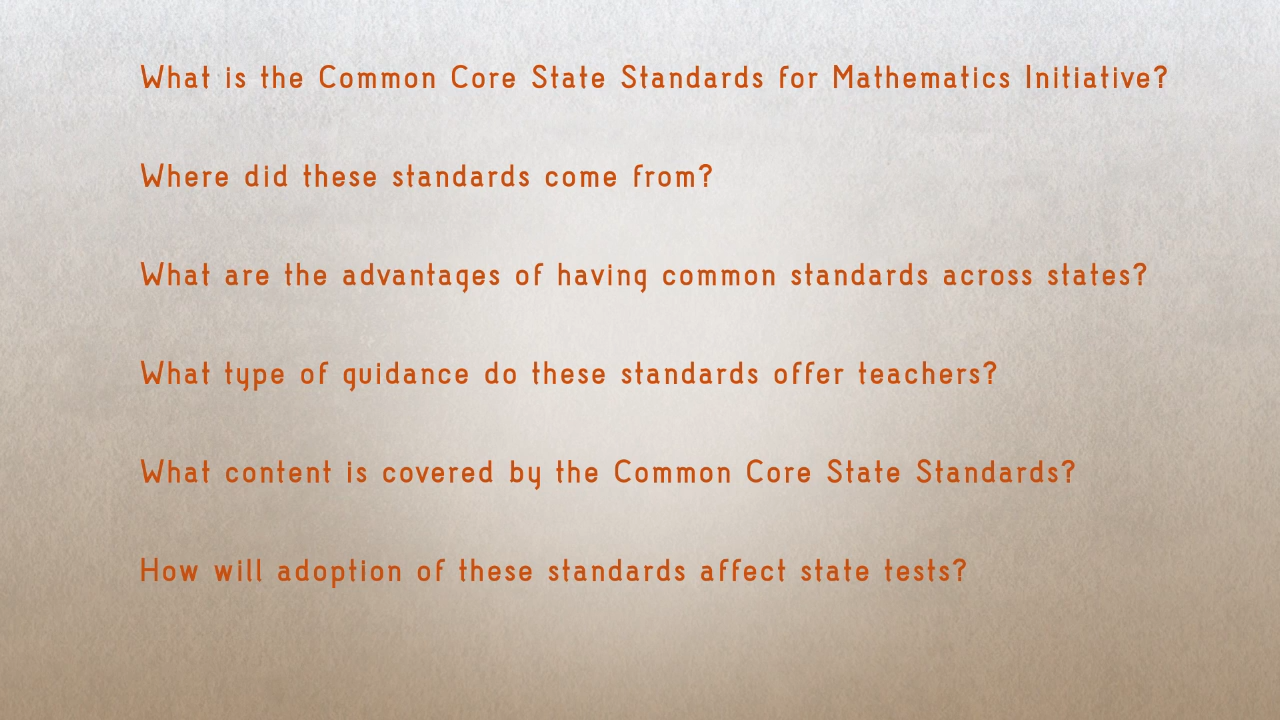 What is the Common Core State Standards for Mathematics Initiative?
Where did these standards come from?
What are the advantages of having common standards across states?
What type of guidance do these standards offer teachers?
What content is covered by the Common Core State Standards?
How will adoption of these standards affect state tests?